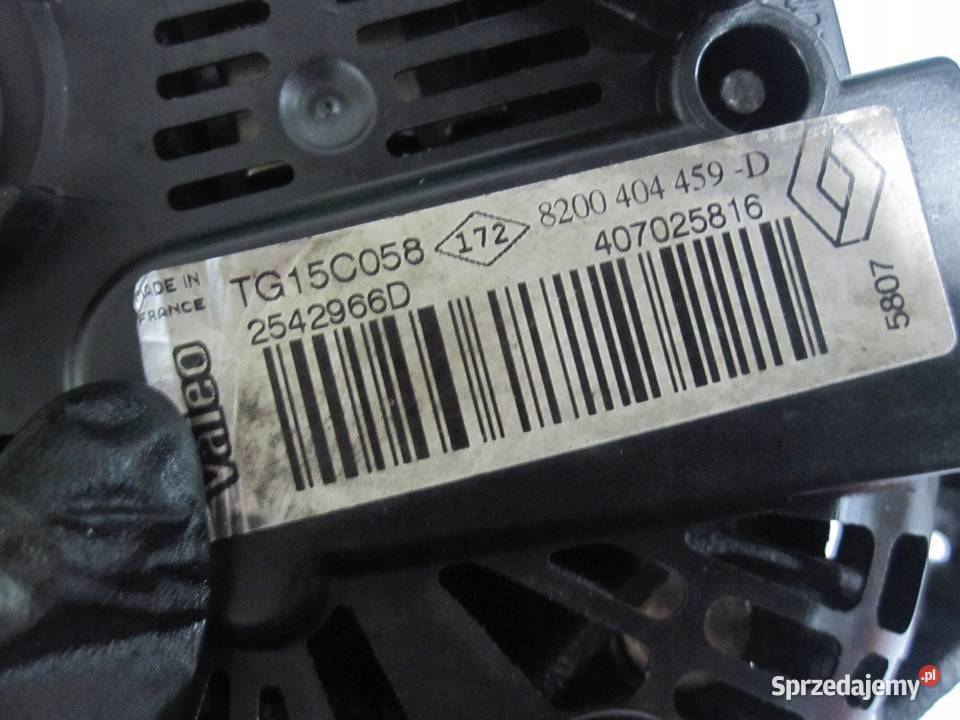 MADE IN
FRANCE
TG15C058
172
8200 404 459 -D
2542966D
407025816
5807
valeo
Sprzedajemy.pl